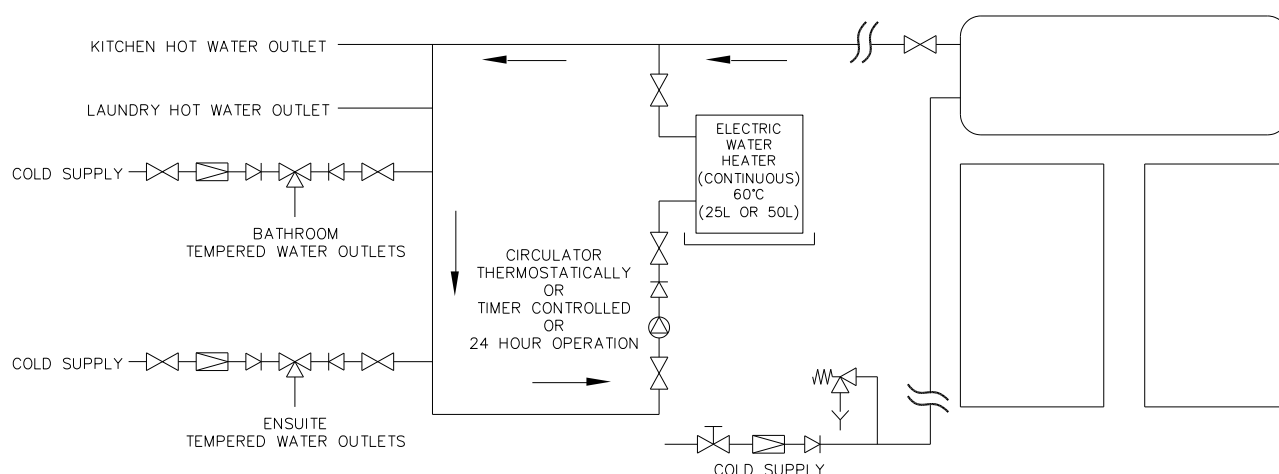 KITCHEN HOT WATER OUTLET
LAUNDRY HOT WATER OUTLET
ELECTRIC
WATER
HEATER
(CONTINUOUS)
60°C
(25L OR 50L)
COLD SUPPLY
BATHROOM
TEMPERED WATER OUTLETS
CIRCULATOR
THERMOSTATICALLY
OR
TIMER CONTROLLED
OR
24 HOUR OPERATION
COLD SUPPLY
ENSUITE
TEMPERED WATER OUTLETS
COLD SUPPLY